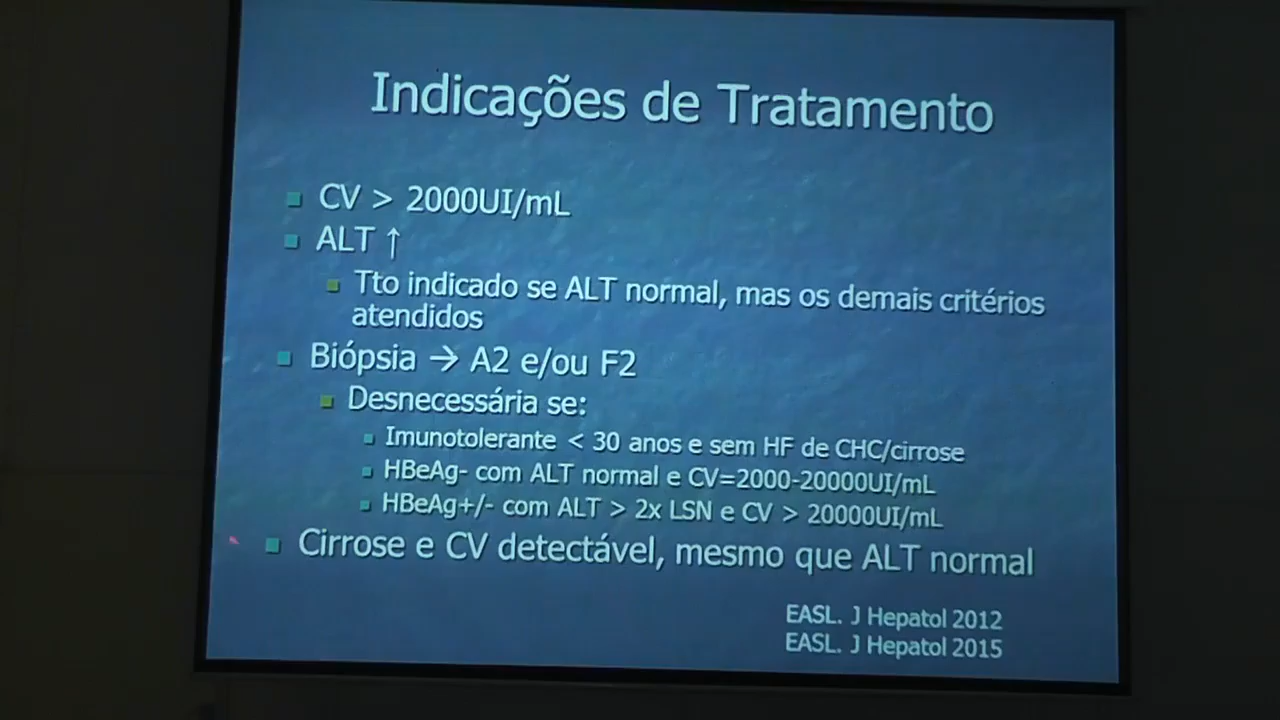 Indicações de Tratamento
CV > 2000UI/mL
ALT ↑
Tto indicado se ALT normal, mas os demais critérios
atendidos
Biópsia → A2 e/ou F2
Desnecessária se:
Imunotolerante < 30 anos e sem HF de CHC/cirrose
HBeAg- com ALT normal e CV=2000-20000UI/mL
HBeAg+/- com ALT > 2x LSN e CV > 20000UI/mL
Cirrose e CV detectável, mesmo que ALT normal
EASL. J Hepatol 2012
EASL. J Hepatol 2015